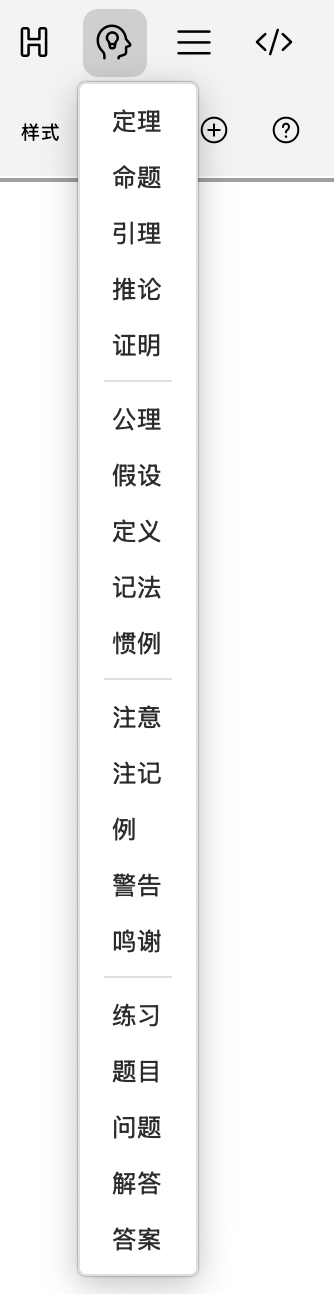 样式
定理
命题
引理
推论
证明
公理
假设
定义
记法
惯例
注意
注记
例
警告
鸣谢
练习
题目
问题
解答
答案